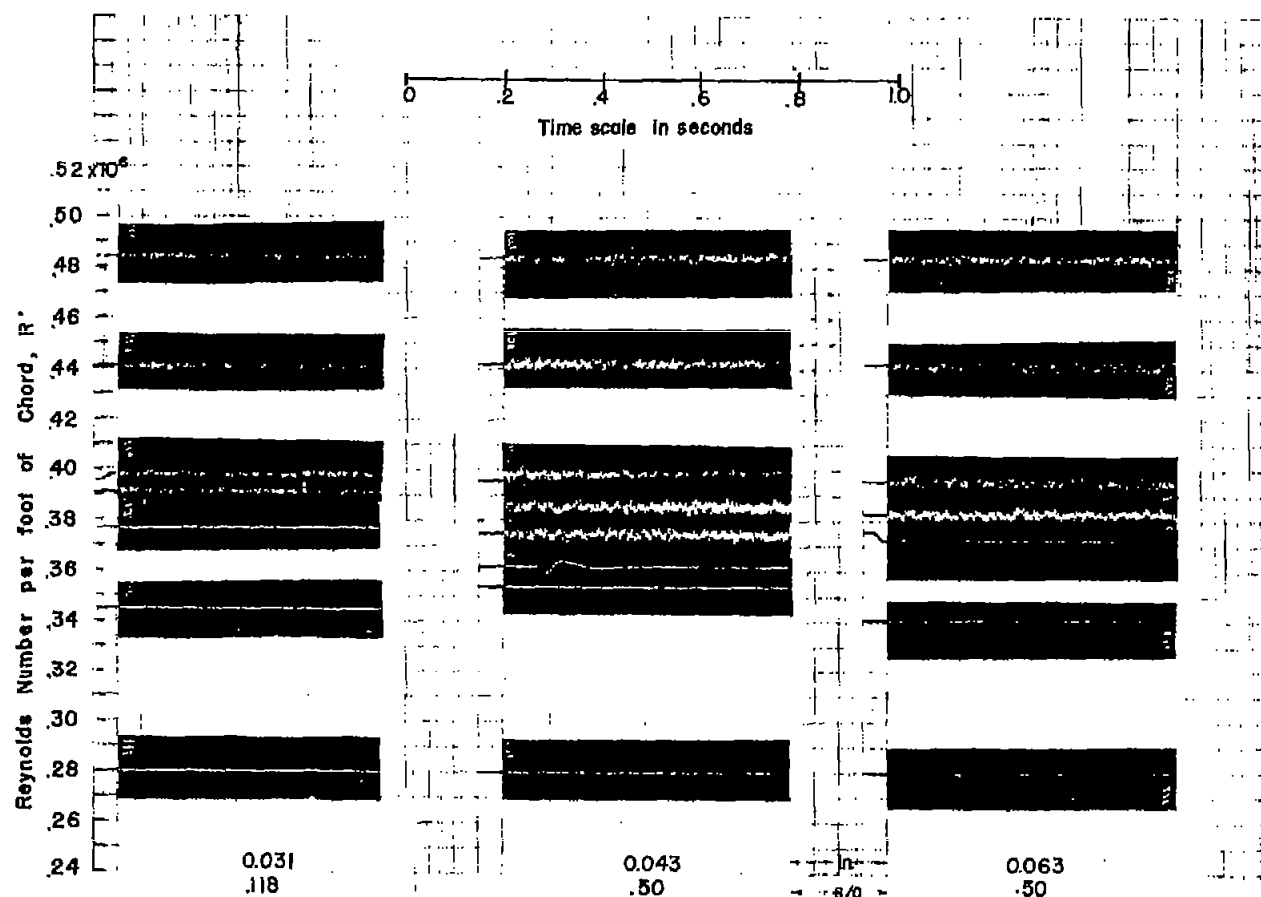 0 .2 .4 .6 .8 1.0
Time scale in seconds
Reynolds Number per foot of Chord, R'
.52x10⁶
.50
.48
.46
.44
.42
.40
.38
.36
.34
.32
.30
.28
.26
.24
0.031 0.043 in. 0.063
.118 .50 .50